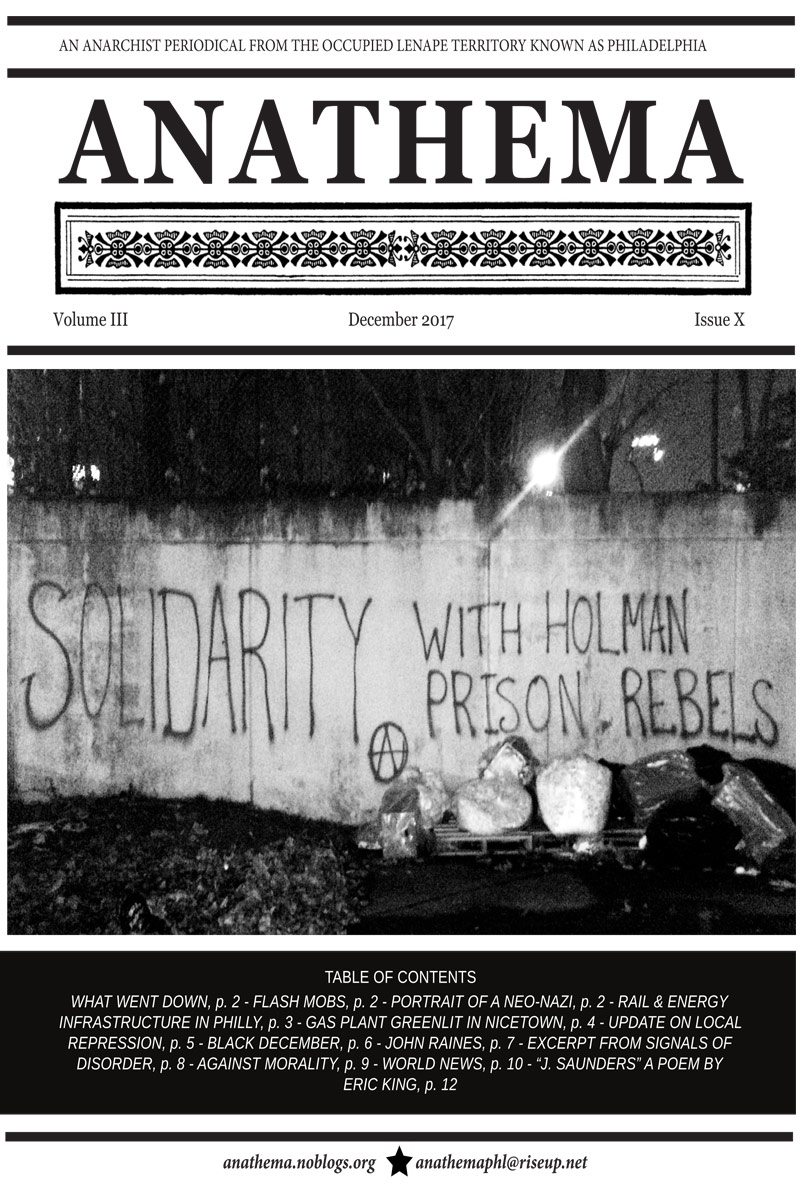 AN ANARCHIST PERIODICAL FROM THE OCCUPIED LENAPE TERRITORY KNOWN AS PHILADELPHIA
ANATHEMA
Volume III December 2017 Issue X
SOLIDARITY WITH HOLMAN
PRISON REBELS
A
TABLE OF CONTENTS
WHAT WENT DOWN, p. 2 - FLASH MOBS, p. 2 - PORTRAIT OF A NEO-NAZI, p. 2 - RAIL & ENERGY
INFRASTRUCTURE IN PHILLY, p. 3 - GAS PLANT GREENLIT IN NICETOWN, p. 4 - UPDATE ON LOCAL
REPRESSION, p. 5 - BLACK DECEMBER, p. 6 - JOHN RAINES, p. 7 - EXCERPT FROM SIGNALS OF
DISORDER, p. 8 - AGAINST MORALITY, p. 9 - WORLD NEWS, p. 10 - “J. SAUNDERS” A POEM BY
ERIC KING, p. 12
anathema.noblogs.org ★ anathemaphl@riseup.net